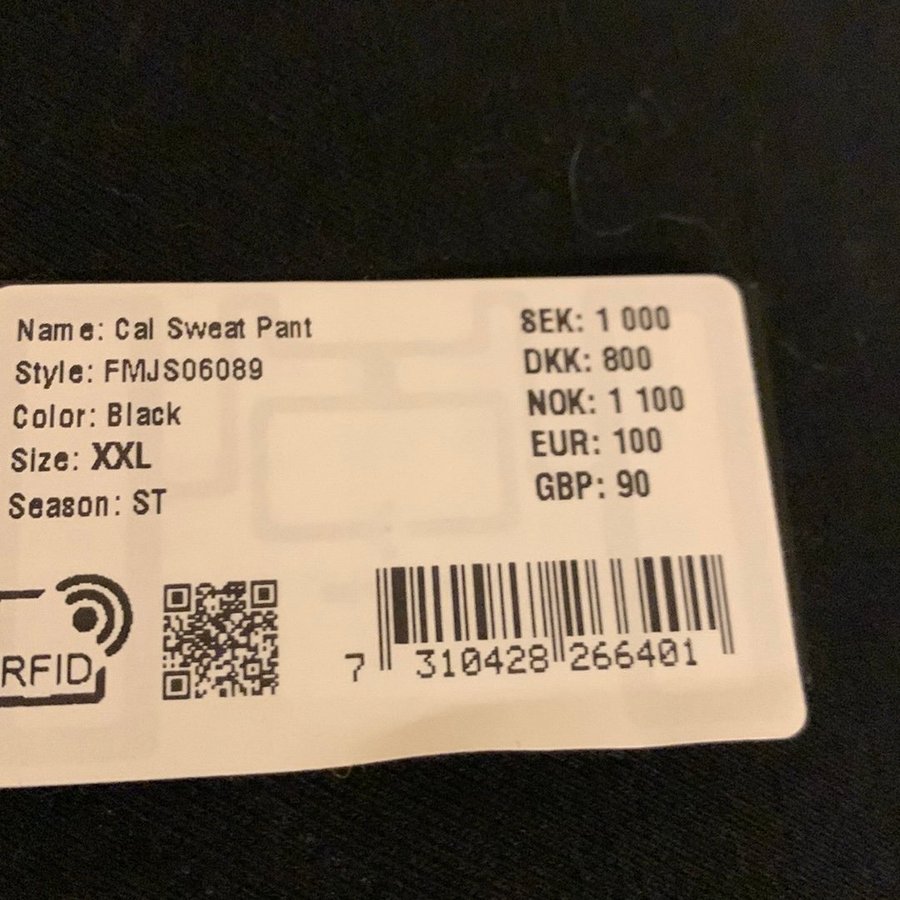 Name: Cal Sweat Pant
Style: FMJS06089
Color: Black
Size: XXL
Season: ST
SEK: 1 000
DKK: 800
NOK: 1 100
EUR: 100
GBP: 90
RFID
7 310428 266401